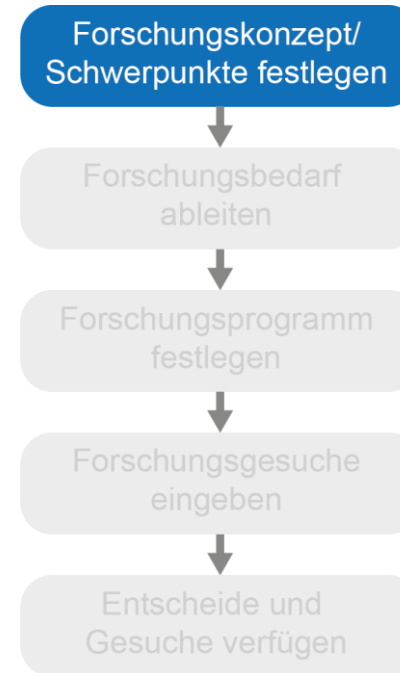 Forschungskonzept/
Schwerpunkte festlegen
Forschungsbedarf
ableiten
Forschungsprogramm
festlegen
Forschungsgesuche
eingeben
Entscheide und
Gesuche verfügen